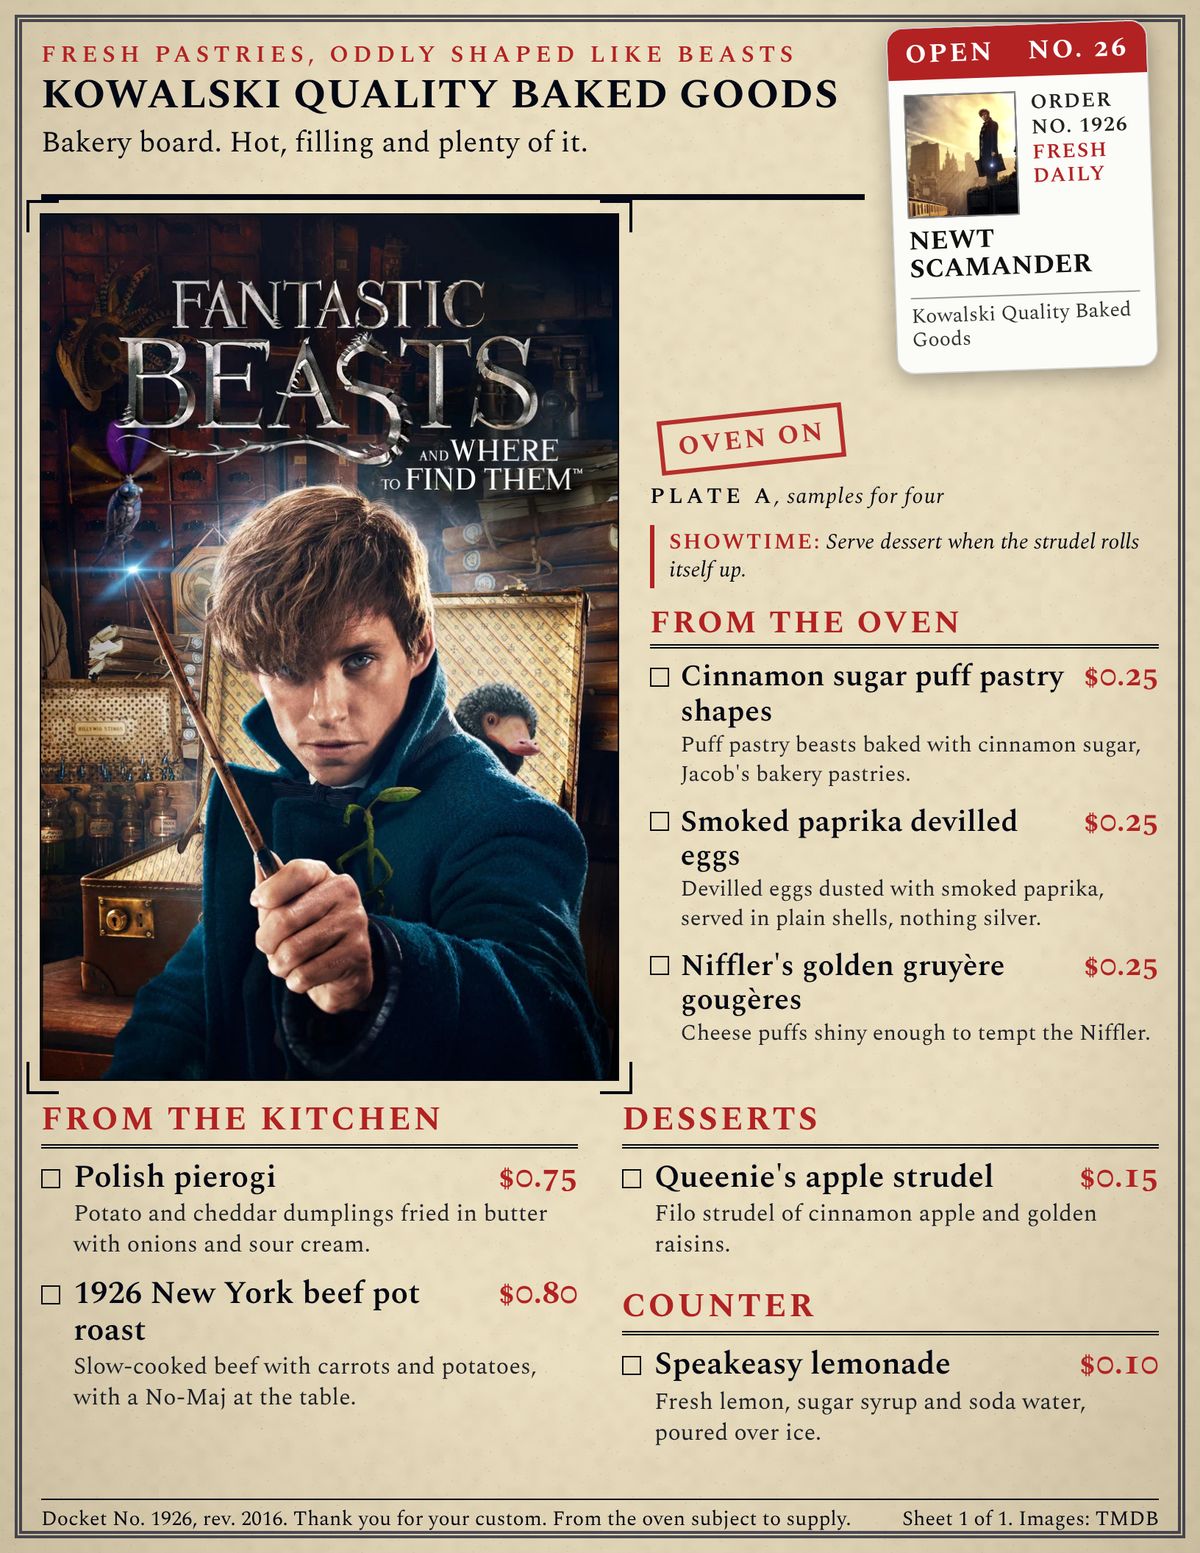 FRESH PASTRIES, ODDLY SHAPED LIKE BEASTS
KOWALSKI QUALITY BAKED GOODS
Bakery board. Hot, filling and plenty of it.
OPEN NO. 26
ORDER
NO. 1926
FRESH
DAILY
NEWT
SCAMANDER
Kowalski Quality Baked
Goods
FANTASTIC
BEASTS
AND WHERE
TO FIND THEM™
OVEN ON
PLATE A, samples for four
SHOWTIME: Serve dessert when the strudel rolls
itself up.
FROM THE OVEN
Cinnamon sugar puff pastry $0.25
shapes
Puff pastry beasts baked with cinnamon sugar,
Jacob's bakery pastries.
Smoked paprika devilled $0.25
eggs
Devilled eggs dusted with smoked paprika,
served in plain shells, nothing silver.
Niffler's golden gruyère $0.25
gougères
Cheese puffs shiny enough to tempt the Niffler.
FROM THE KITCHEN
Polish pierogi $0.75
Potato and cheddar dumplings fried in butter
with onions and sour cream.
1926 New York beef pot $0.80
roast
Slow-cooked beef with carrots and potatoes,
with a No-Maj at the table.
DESSERTS
Queenie's apple strudel $0.15
Filo strudel of cinnamon apple and golden
raisins.
COUNTER
Speakeasy lemonade $0.10
Fresh lemon, sugar syrup and soda water,
poured over ice.
Docket No. 1926, rev. 2016. Thank you for your custom. From the oven subject to supply.
Sheet 1 of 1. Images: TMDB